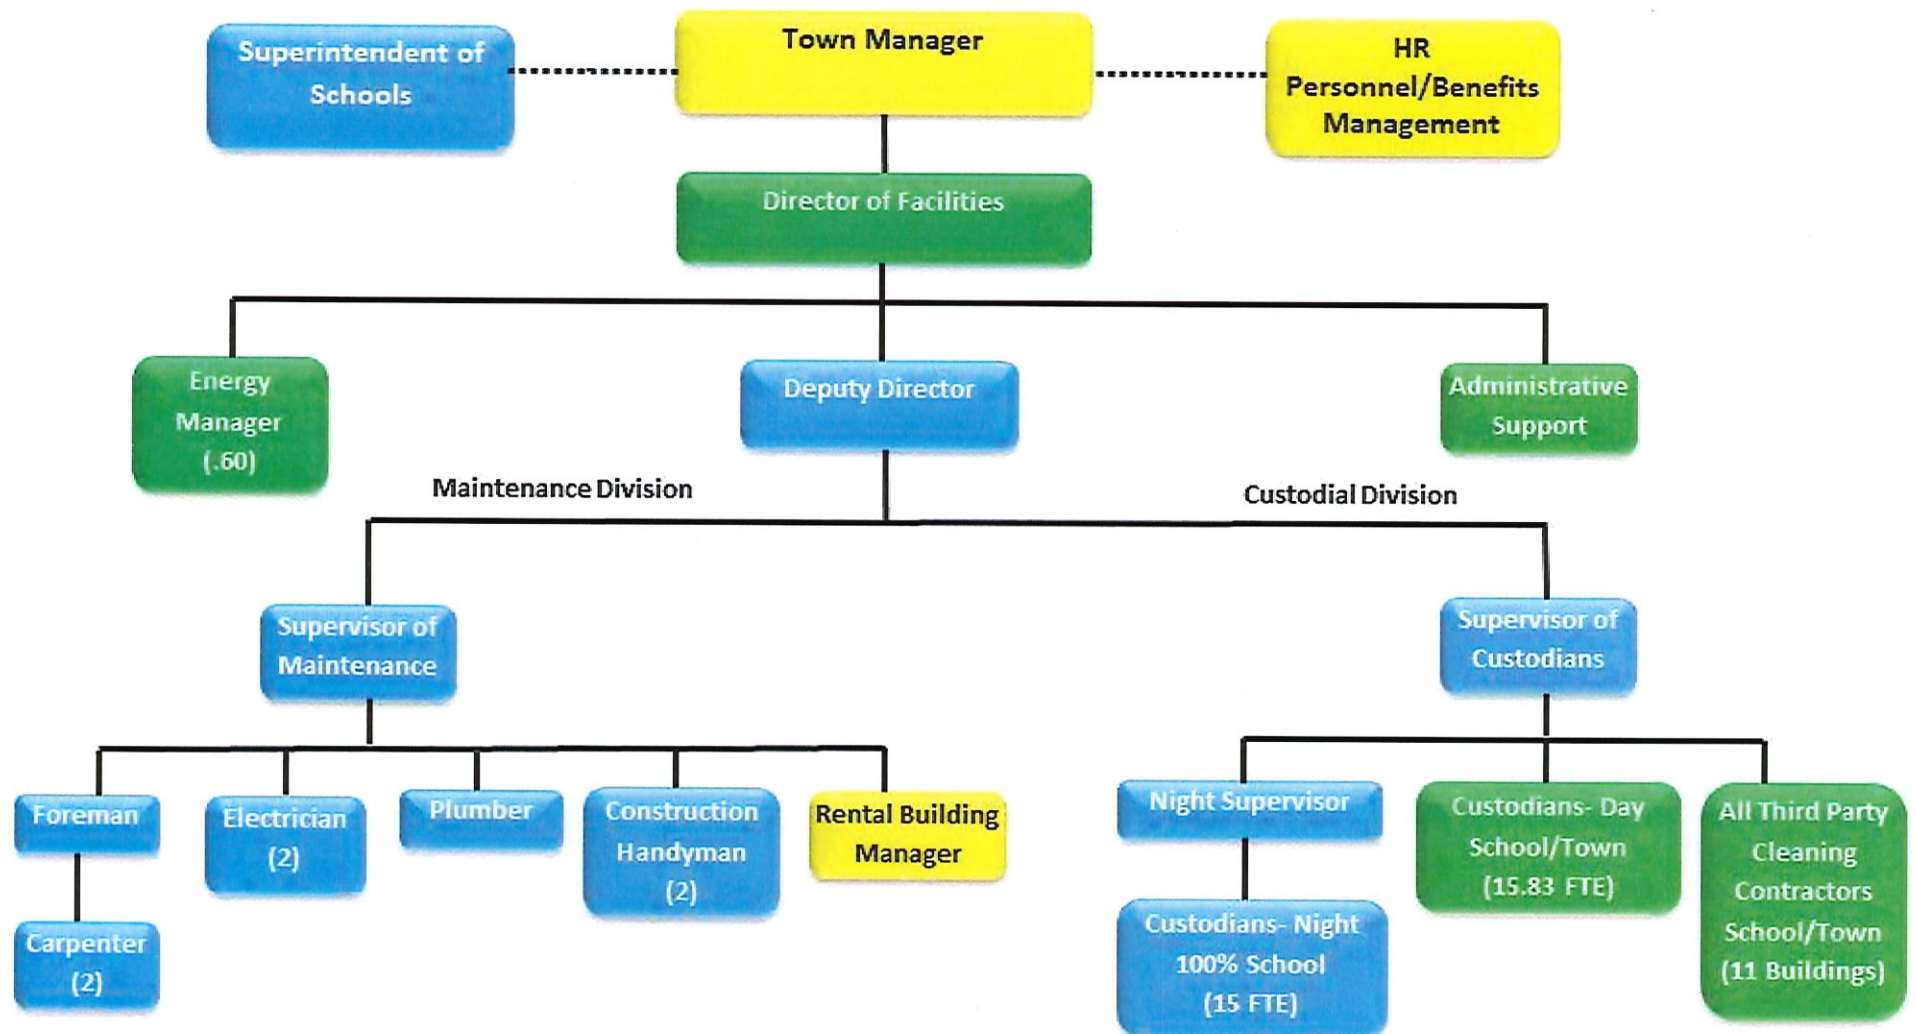 Superintendent of
Schools
Town Manager
HR
Personnel/Benefits
Management
Director of Facilities
Energy
Manager
(.60)
Deputy Director
Administrative
Support
Maintenance Division
Custodial Division
Supervisor of
Maintenance
Supervisor of
Custodians
Foreman
Electrician
(2)
Plumber
Construction
Handyman
(2)
Rental Building
Manager
Night Supervisor
Custodians- Day
School/Town
(15.83 FTE)
All Third Party
Cleaning
Contractors
School/Town
(11 Buildings)
Carpenter
(2)
Custodians- Night
100% School
(15 FTE)